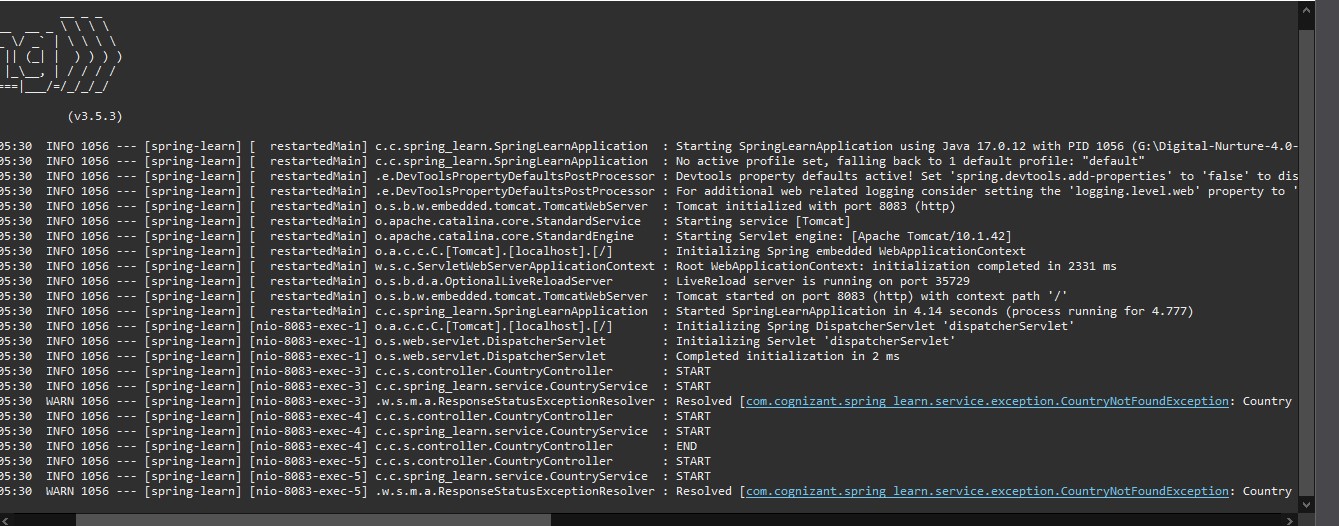 (v3.5.3)
05:30 INFO 1056 --- [spring-learn] [ restartedMain] c.c.spring_learn.SpringLearnApplication : Starting SpringLearnApplication using Java 17.0.12 with PID 1056 (G:\Digital-Nurture-4.0-
05:30 INFO 1056 --- [spring-learn] [ restartedMain] c.c.spring_learn.SpringLearnApplication : No active profile set, falling back to 1 default profile: "default"
05:30 INFO 1056 --- [spring-learn] [ restartedMain] .e.DevToolsPropertyDefaultsPostProcessor : Devtools property defaults active! Set 'spring.devtools.add-properties' to 'false' to dis
05:30 INFO 1056 --- [spring-learn] [ restartedMain] .e.DevToolsPropertyDefaultsPostProcessor : For additional web related logging consider setting the 'logging.level.web' property to '
05:30 INFO 1056 --- [spring-learn] [ restartedMain] o.s.b.w.embedded.tomcat.TomcatWebServer : Tomcat initialized with port 8083 (http)
05:30 INFO 1056 --- [spring-learn] [ restartedMain] o.apache.catalina.core.StandardService : Starting service [Tomcat]
05:30 INFO 1056 --- [spring-learn] [ restartedMain] o.apache.catalina.core.StandardEngine : Starting Servlet engine: [Apache Tomcat/10.1.42]
05:30 INFO 1056 --- [spring-learn] [ restartedMain] o.a.c.c.C.[Tomcat].[localhost].[/] : Initializing Spring embedded WebApplicationContext
05:30 INFO 1056 --- [spring-learn] [ restartedMain] w.s.c.ServletWebServerApplicationContext : Root WebApplicationContext: initialization completed in 2331 ms
05:30 INFO 1056 --- [spring-learn] [ restartedMain] o.s.b.d.a.OptionalLiveReloadServer : LiveReload server is running on port 35729
05:30 INFO 1056 --- [spring-learn] [ restartedMain] o.s.b.w.embedded.tomcat.TomcatWebServer : Tomcat started on port 8083 (http) with context path '/'
05:30 INFO 1056 --- [spring-learn] [ restartedMain] c.c.spring_learn.SpringLearnApplication : Started SpringLearnApplication in 4.14 seconds (process running for 4.777)
05:30 INFO 1056 --- [spring-learn] [nio-8083-exec-1] o.a.c.c.C.[Tomcat].[localhost].[/] : Initializing Spring DispatcherServlet 'dispatcherServlet'
05:30 INFO 1056 --- [spring-learn] [nio-8083-exec-1] o.s.web.servlet.DispatcherServlet : Initializing Servlet 'dispatcherServlet'
05:30 INFO 1056 --- [spring-learn] [nio-8083-exec-1] o.s.web.servlet.DispatcherServlet : Completed initialization in 2 ms
05:30 INFO 1056 --- [spring-learn] [nio-8083-exec-3] c.c.s.controller.CountryController : START
05:30 INFO 1056 --- [spring-learn] [nio-8083-exec-3] c.c.spring_learn.service.CountryService : START
05:30 WARN 1056 --- [spring-learn] [nio-8083-exec-3] .w.s.m.a.ResponseStatusExceptionResolver : Resolved [com.cognizant.spring_learn.service.exception.CountryNotFoundException: Country
05:30 INFO 1056 --- [spring-learn] [nio-8083-exec-4] c.c.s.controller.CountryController : START
05:30 INFO 1056 --- [spring-learn] [nio-8083-exec-4] c.c.spring_learn.service.CountryService : START
05:30 INFO 1056 --- [spring-learn] [nio-8083-exec-4] c.c.s.controller.CountryController : END
05:30 INFO 1056 --- [spring-learn] [nio-8083-exec-5] c.c.s.controller.CountryController : START
05:30 INFO 1056 --- [spring-learn] [nio-8083-exec-5] c.c.spring_learn.service.CountryService : START
05:30 WARN 1056 --- [spring-learn] [nio-8083-exec-5] .w.s.m.a.ResponseStatusExceptionResolver : Resolved [com.cognizant.spring_learn.service.exception.CountryNotFoundException: Country